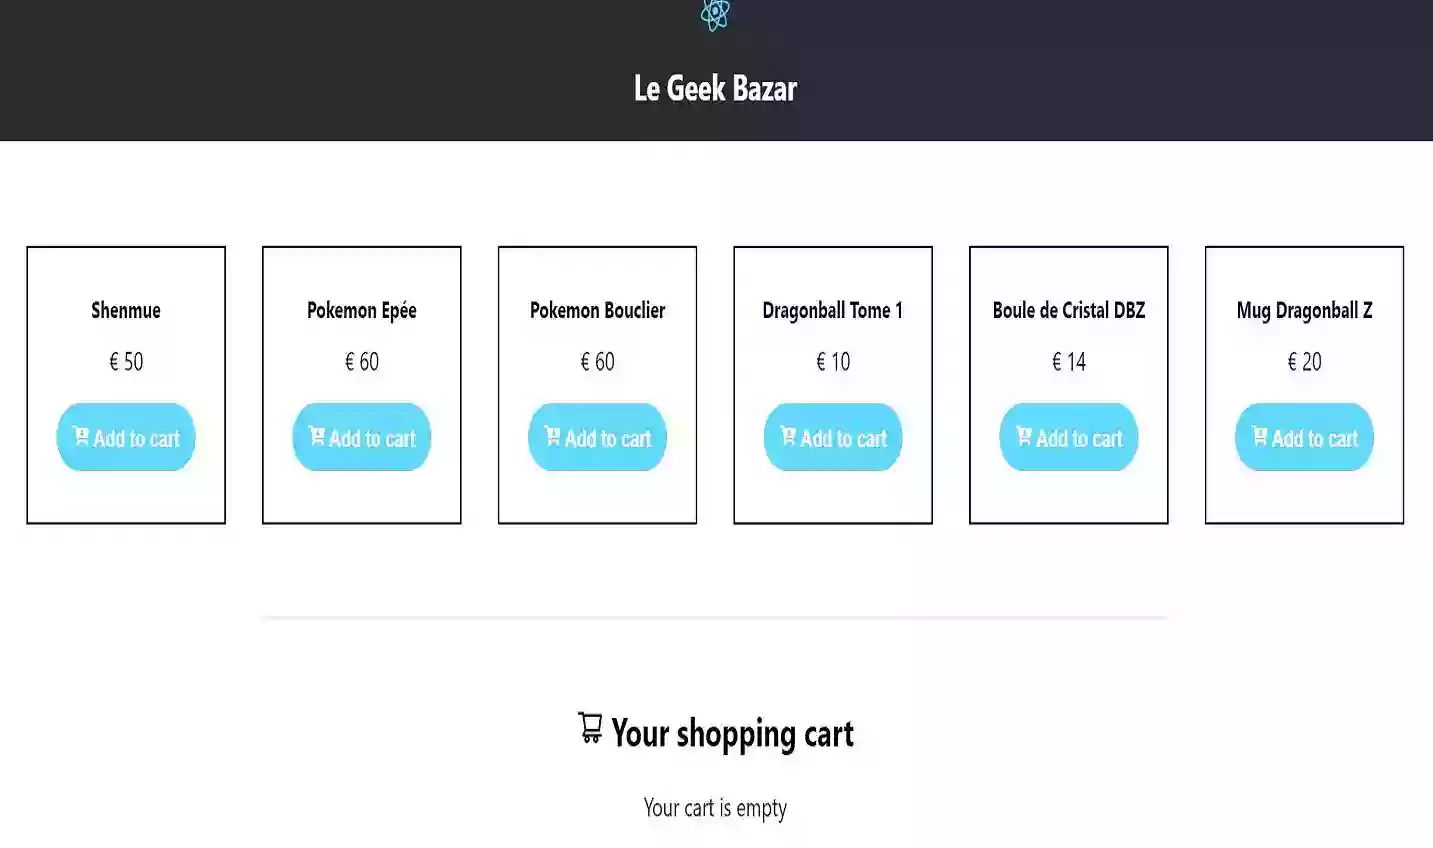 Le Geek Bazar
Shenmue
€ 50
Add to cart
Pokemon Epée
€ 60
Add to cart
Pokemon Bouclier
€ 60
Add to cart
Dragonball Tome 1
€ 10
Add to cart
Boule de Cristal DBZ
€ 14
Add to cart
Mug Dragonball Z
€ 20
Add to cart
Your shopping cart
Your cart is empty